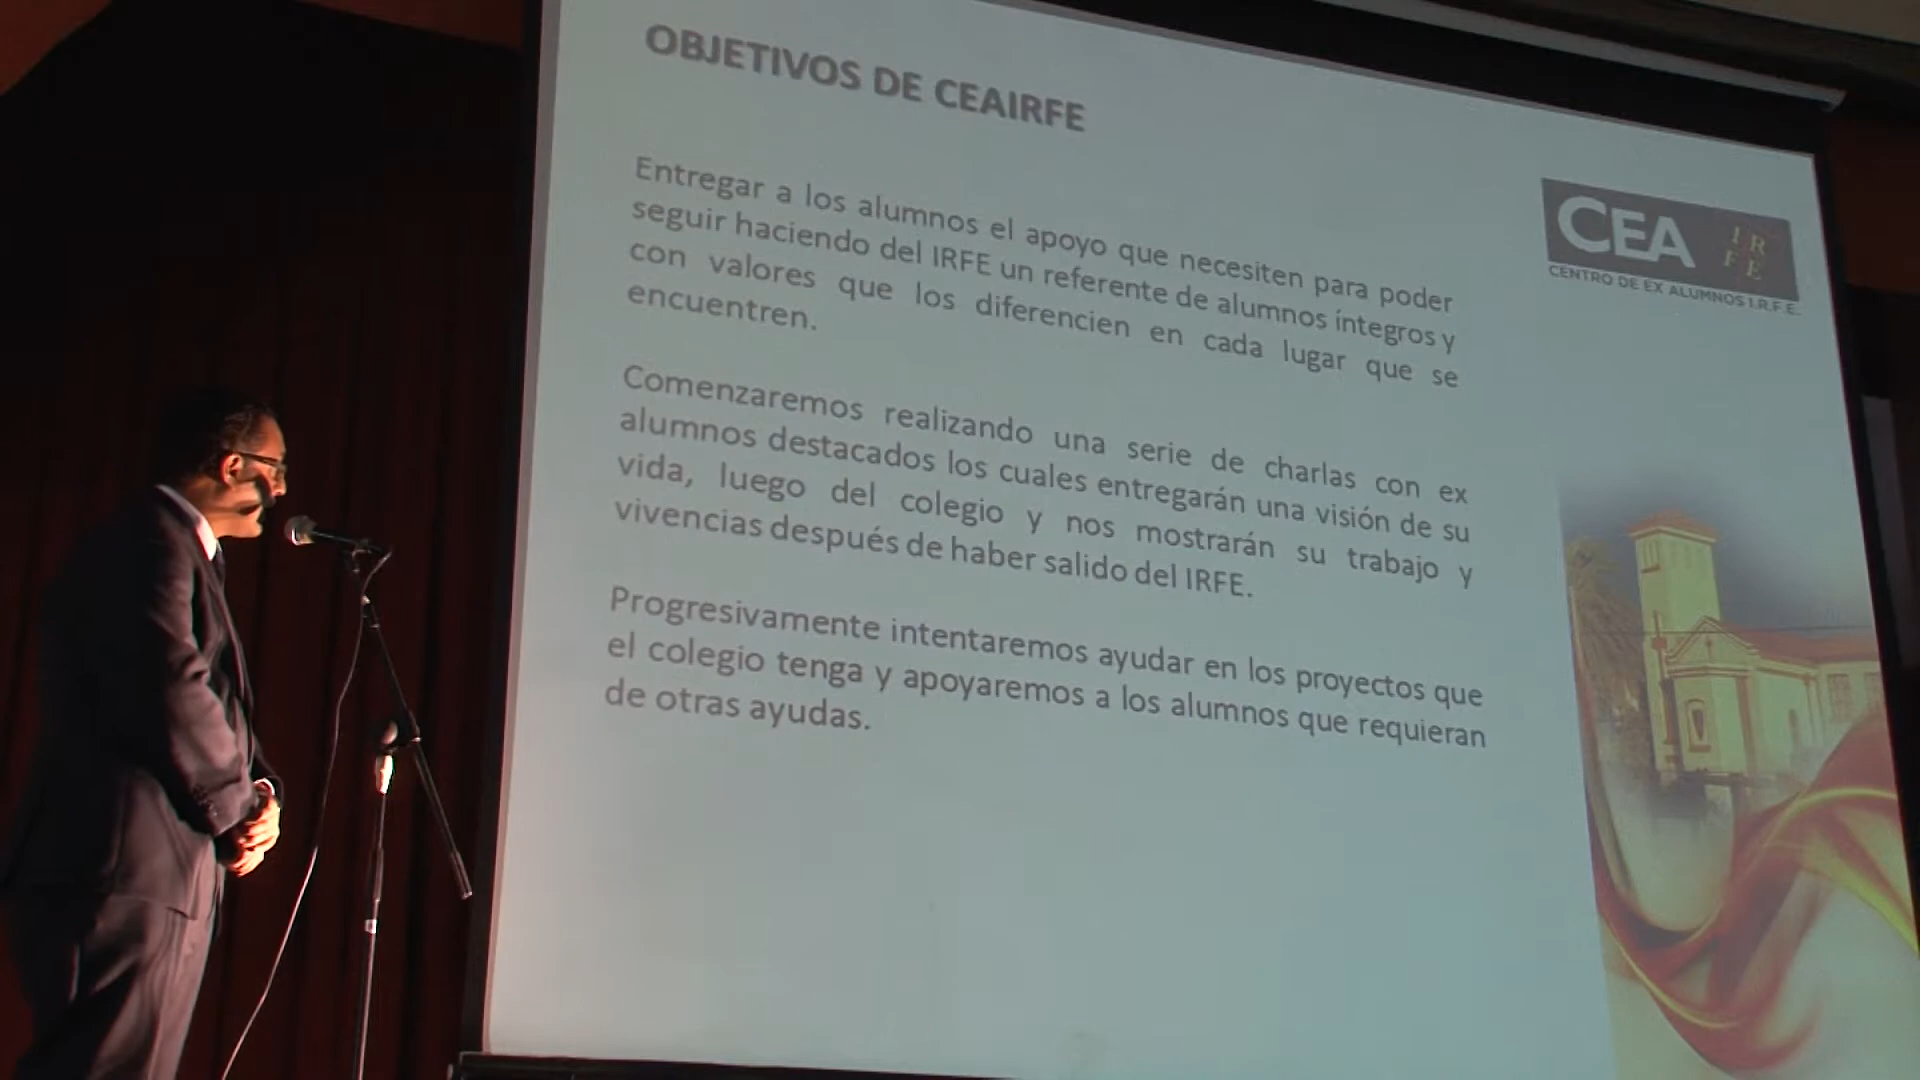 OBJETIVOS DE CEAIRFE
Entregar a los alumnos el apoyo que necesiten para poder
seguir haciendo del IRFE un referente de alumnos íntegros y
con valores que los diferencien en cada lugar que se
encuentren.
Comenzaremos realizando una serie de charlas con ex
alumnos destacados los cuales entregarán una visión de su
vida, luego del colegio y nos mostrarán su trabajo y
vivencias después de haber salido del IRFE.
Progresivamente intentaremos ayudar en los proyectos que
el colegio tenga y apoyaremos a los alumnos que requieran
de otras ayudas.
CEA
I R
F E
CENTRO DE EX ALUMNOS I.R.F.E.